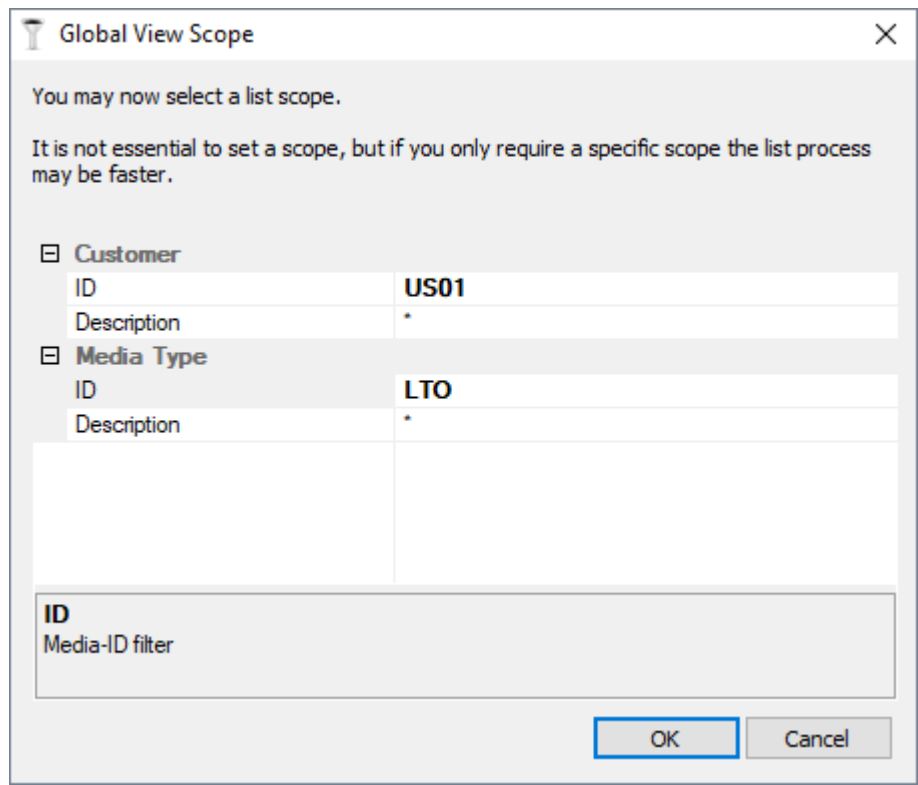 Global View Scope
You may now select a list scope.
It is not essential to set a scope, but if you only require a specific scope the list process
may be faster.
Customer
ID US01
Description *
Media Type
ID LTO
Description *
ID
Media-ID filter
OK Cancel